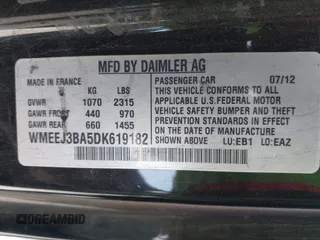 MFD BY DAIMLER AG
MADE IN FRANCE
PASSENGER CAR 07/12
KG LBS
GVWR 1070 2315
GAWR FRONT 440 970
GAWR REAR 660 1455
WMEEJ3BA5DK619182
THIS VEHICLE CONFORMS TO ALL
APPLICABLE U.S.FEDERAL MOTOR
VEHICLE SAFETY BUMPER AND THEFT
PREVENTION STANDARDS IN EFFECT
ON THE DATE OF MANUFACTURE
SHOWN ABOVE. LU:EB1 LO:EAZ
DREAMBID